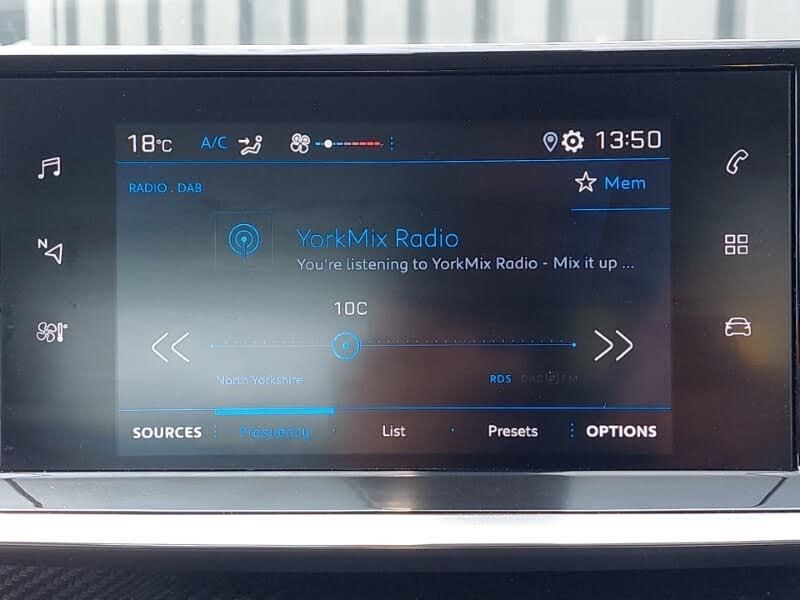 18°C A/C 13:50
RADIO . DAB
Mem
YorkMix Radio
You're listening to YorkMix Radio - Mix it up ...
N
10C
North Yorkshire
RDS DAB FM
SOURCES Frequency List Presets OPTIONS